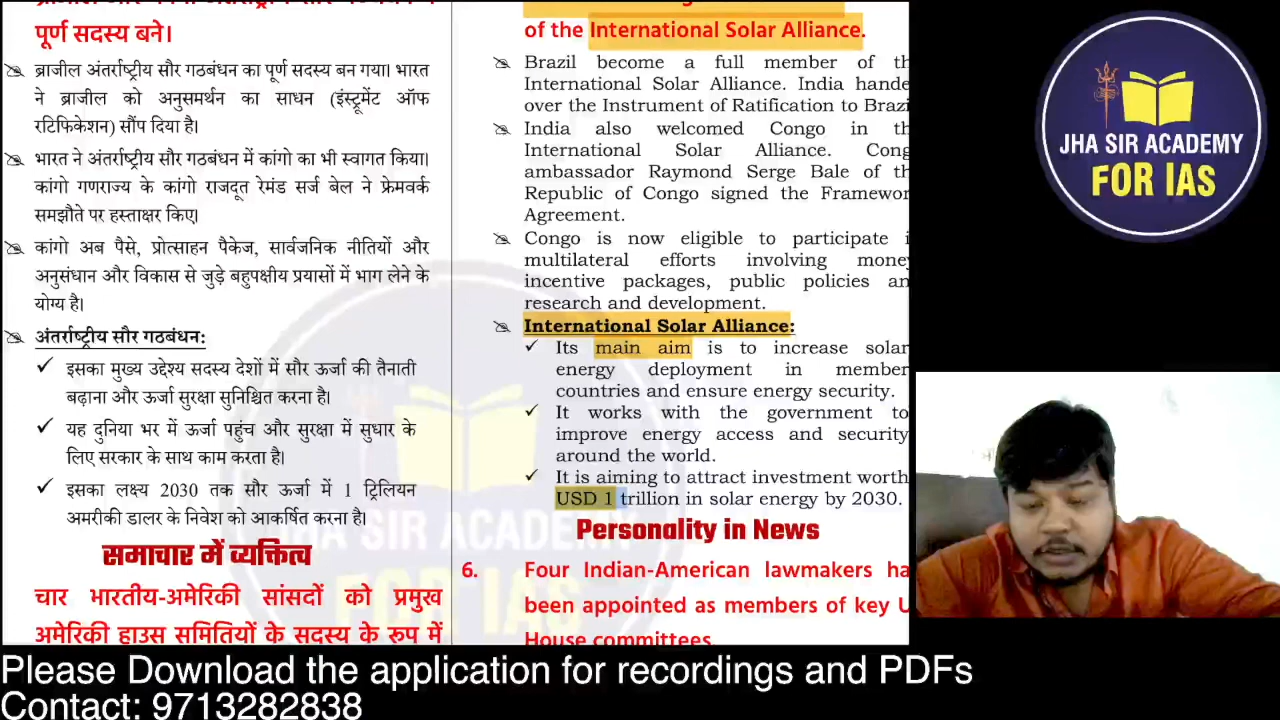 पूर्ण सदस्य बने।
ब्राजील अंतर्राष्ट्रीय सौर गठबंधन का पूर्ण सदस्य बन गया। भारत
ने ब्राजील को अनुसमर्थन का साधन (इंस्ट्रूमेंट ऑफ
रटिफिकेशन) सौंप दिया है।
भारत ने अंतर्राष्ट्रीय सौर गठबंधन में कांगो का भी स्वागत किया।
कांगो गणराज्य के कांगो राजदूत रेमंड सर्ज बेल ने फ्रेमवर्क
समझौते पर हस्ताक्षर किए।
कांगो अब पैसे, प्रोत्साहन पैकेज, सार्वजनिक नीतियों और
अनुसंधान और विकास से जुड़े बहुपक्षीय प्रयासों में भाग लेने के
योग्य है।
अंतर्राष्ट्रीय सौर गठबंधन:
इसका मुख्य उद्देश्य सदस्य देशों में सौर ऊर्जा की तैनाती
बढ़ाना और ऊर्जा सुरक्षा सुनिश्चित करना है।
यह दुनिया भर में ऊर्जा पहुंच और सुरक्षा में सुधार के
लिए सरकार के साथ काम करता है।
इसका लक्ष्य 2030 तक सौर ऊर्जा में 1 ट्रिलियन
अमरीकी डालर के निवेश को आकर्षित करना है।
समाचार में व्यक्तित्व
चार भारतीय-अमेरिकी सांसदों को प्रमुख
अमेरिकी हाउस समितियों के सदस्य के रूप में
of the International Solar Alliance.
Brazil become a full member of th
International Solar Alliance. India hande
over the Instrument of Ratification to Brazi
India also welcomed Congo in th
International Solar Alliance. Cong
ambassador Raymond Serge Bale of the
Republic of Congo signed the Framewor
Agreement.
Congo is now eligible to participate i
multilateral efforts involving money
incentive packages, public policies an
research and development.
International Solar Alliance:
Its main aim is to increase solar
energy deployment in member
countries and ensure energy security.
It works with the government to
improve energy access and security
around the world.
It is aiming to attract investment worth
USD 1 trillion in solar energy by 2030.
Personality in News
6. Four Indian-American lawmakers ha
been appointed as members of key U
House committees
JHA SIR ACADEMY
FOR IAS
JHA SIR ACADEMY
FOR IAS
Please Download the application for recordings and PDFs
Contact: 9713282838